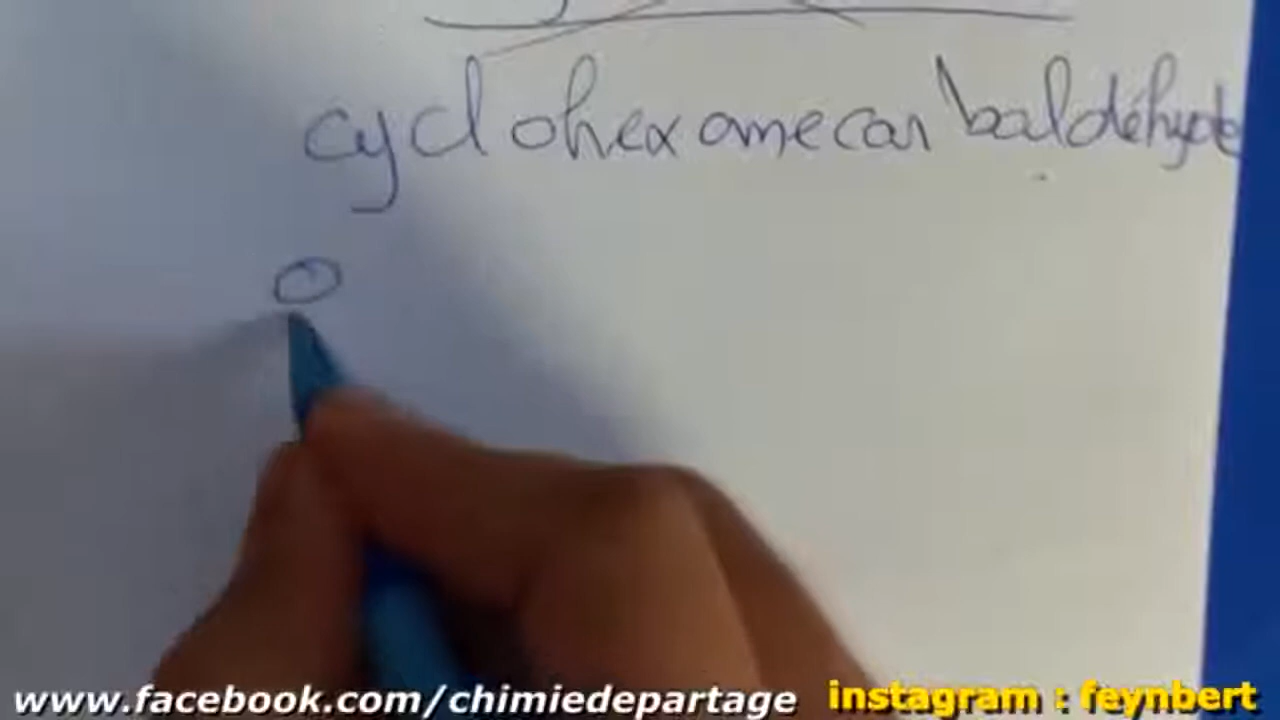 cyclohexanecarbaldéhyde
O
www.facebook.com/chimiedepartage
instagram : feynbert